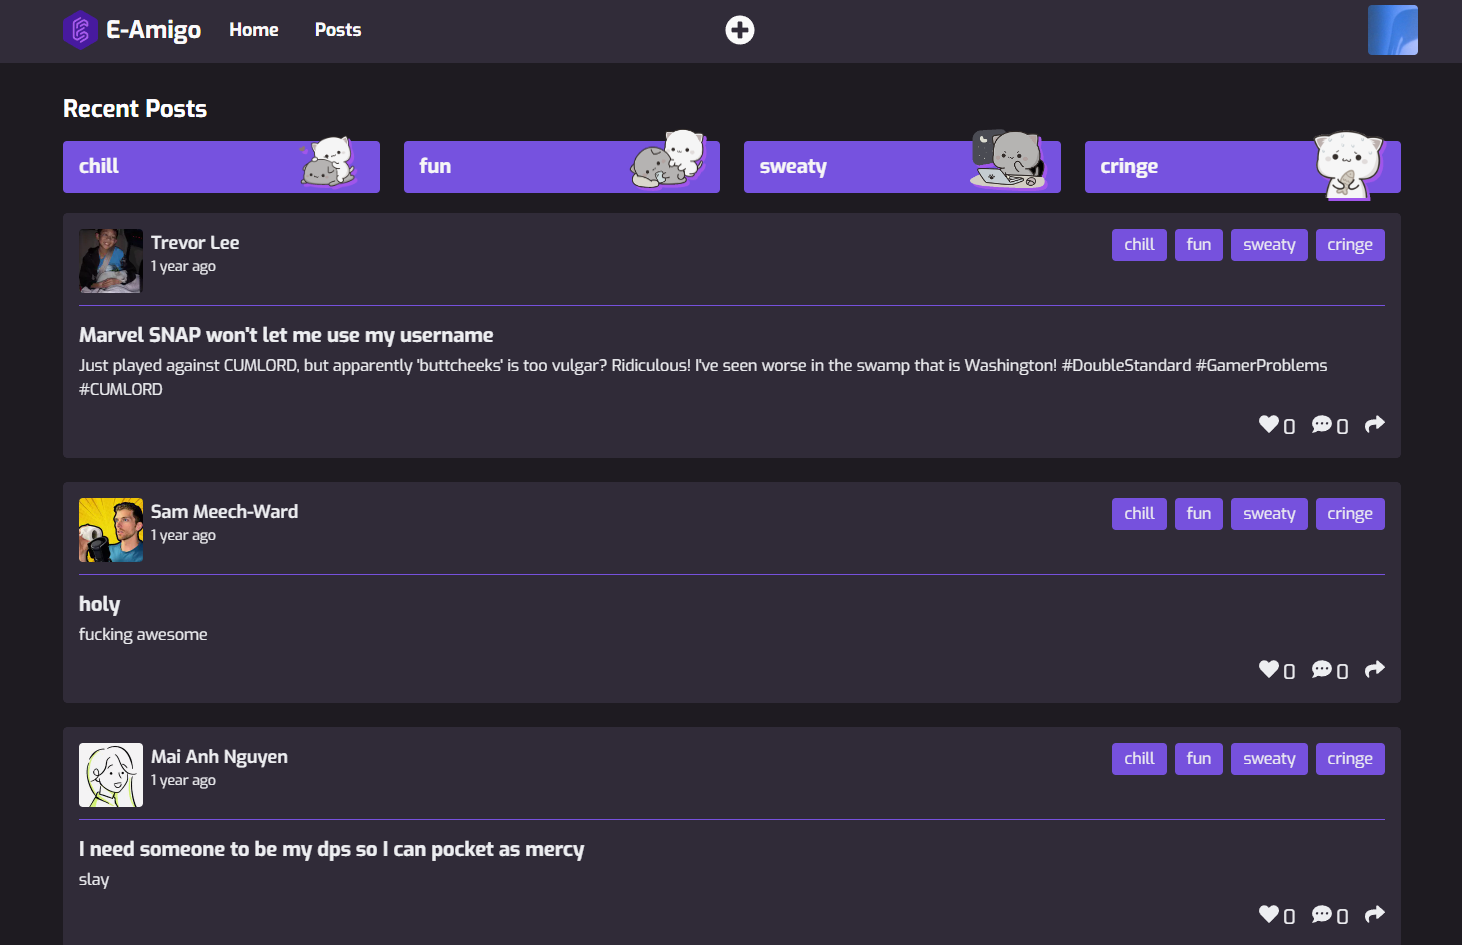 E-Amigo Home Posts
Recent Posts
chill fun sweaty cringe
Trevor Lee chill fun sweaty cringe
1 year ago
Marvel SNAP won't let me use my username
Just played against CUMLORD, but apparently 'buttcheeks' is too vulgar? Ridiculous! I've seen worse in the swamp that is Washington! #DoubleStandard #GamerProblems
#CUMLORD
0 0
Sam Meech-Ward chill fun sweaty cringe
1 year ago
holy
fucking awesome
0 0
Mai Anh Nguyen chill fun sweaty cringe
1 year ago
I need someone to be my dps so I can pocket as mercy
slay
0 0